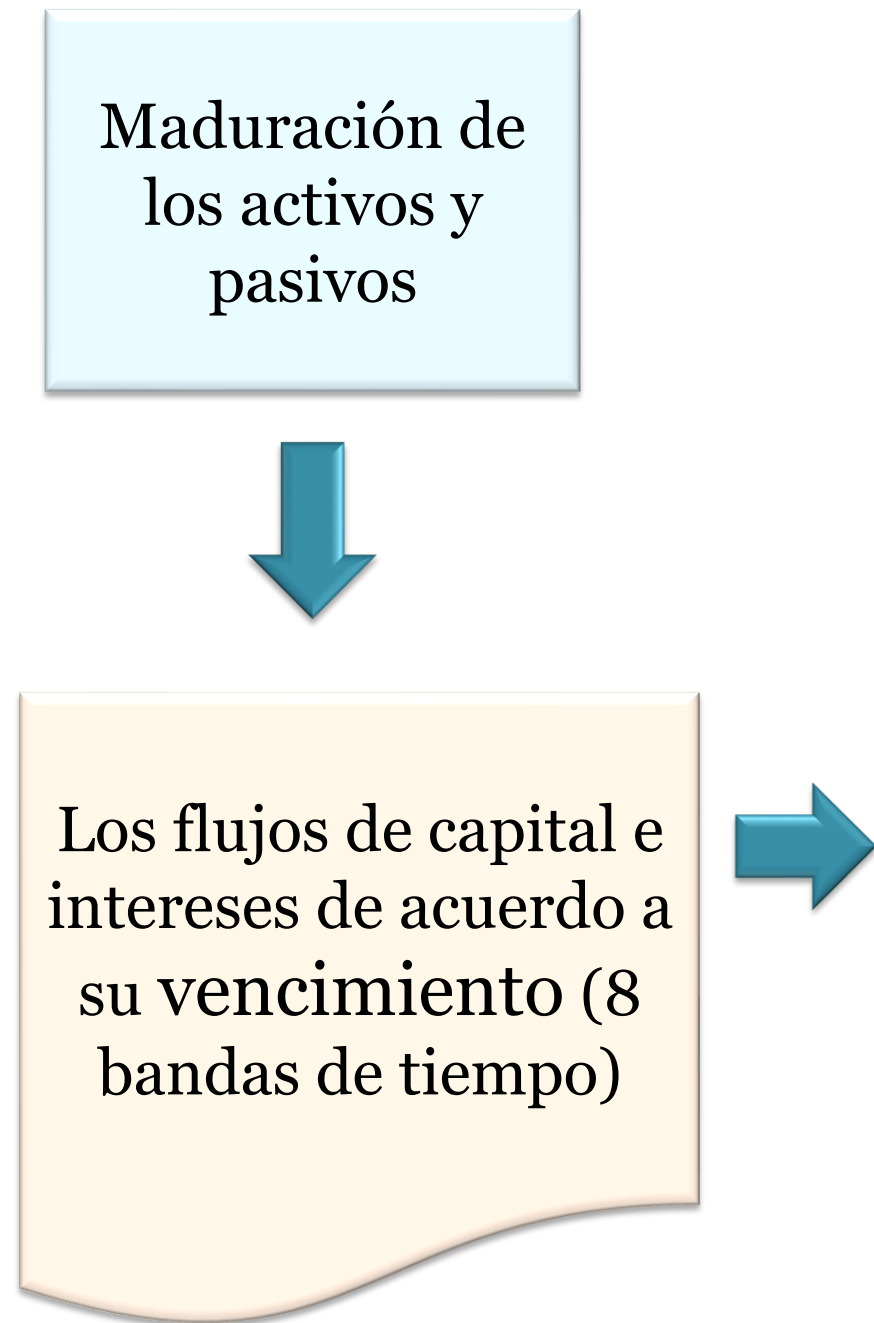 Maduración de
los activos y
pasivos
Los flujos de capital e
intereses de acuerdo a
su vencimiento (8
bandas de tiempo)